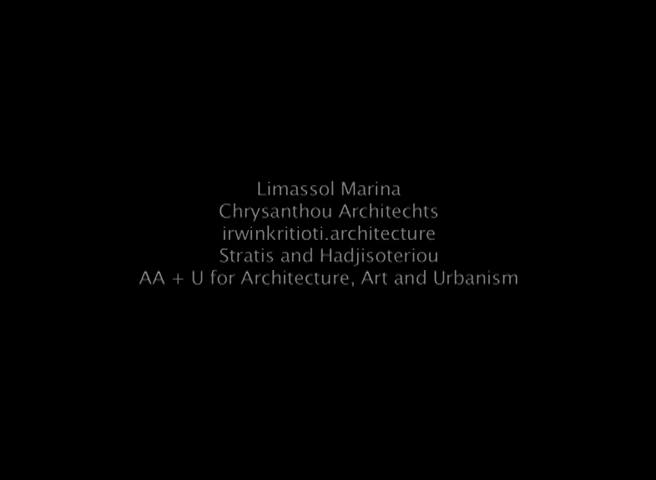 Limassol Marina
Chrysanthou Architechts
irwinkritioti.architecture
Stratis and Hadjisoteriou
AA + U for Architecture, Art and Urbanism